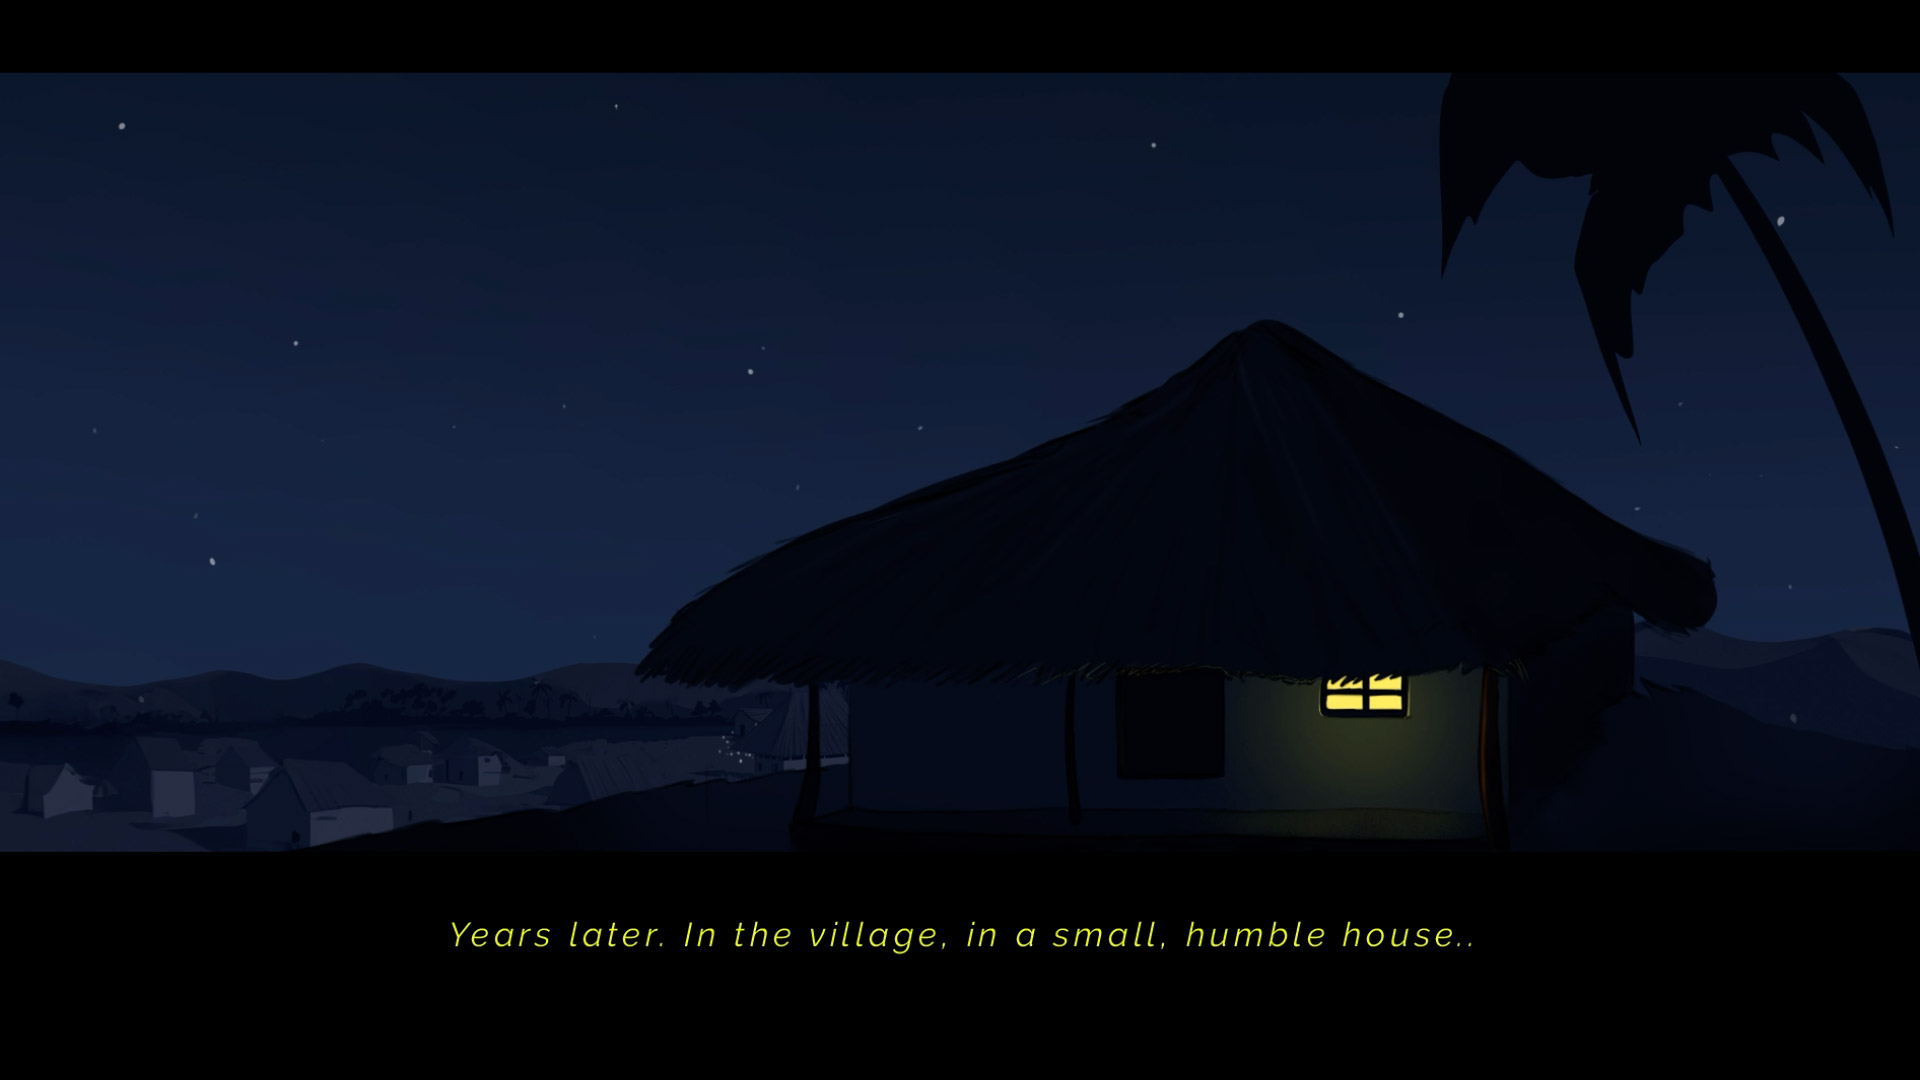 Years later. In the village, in a small, humble house..